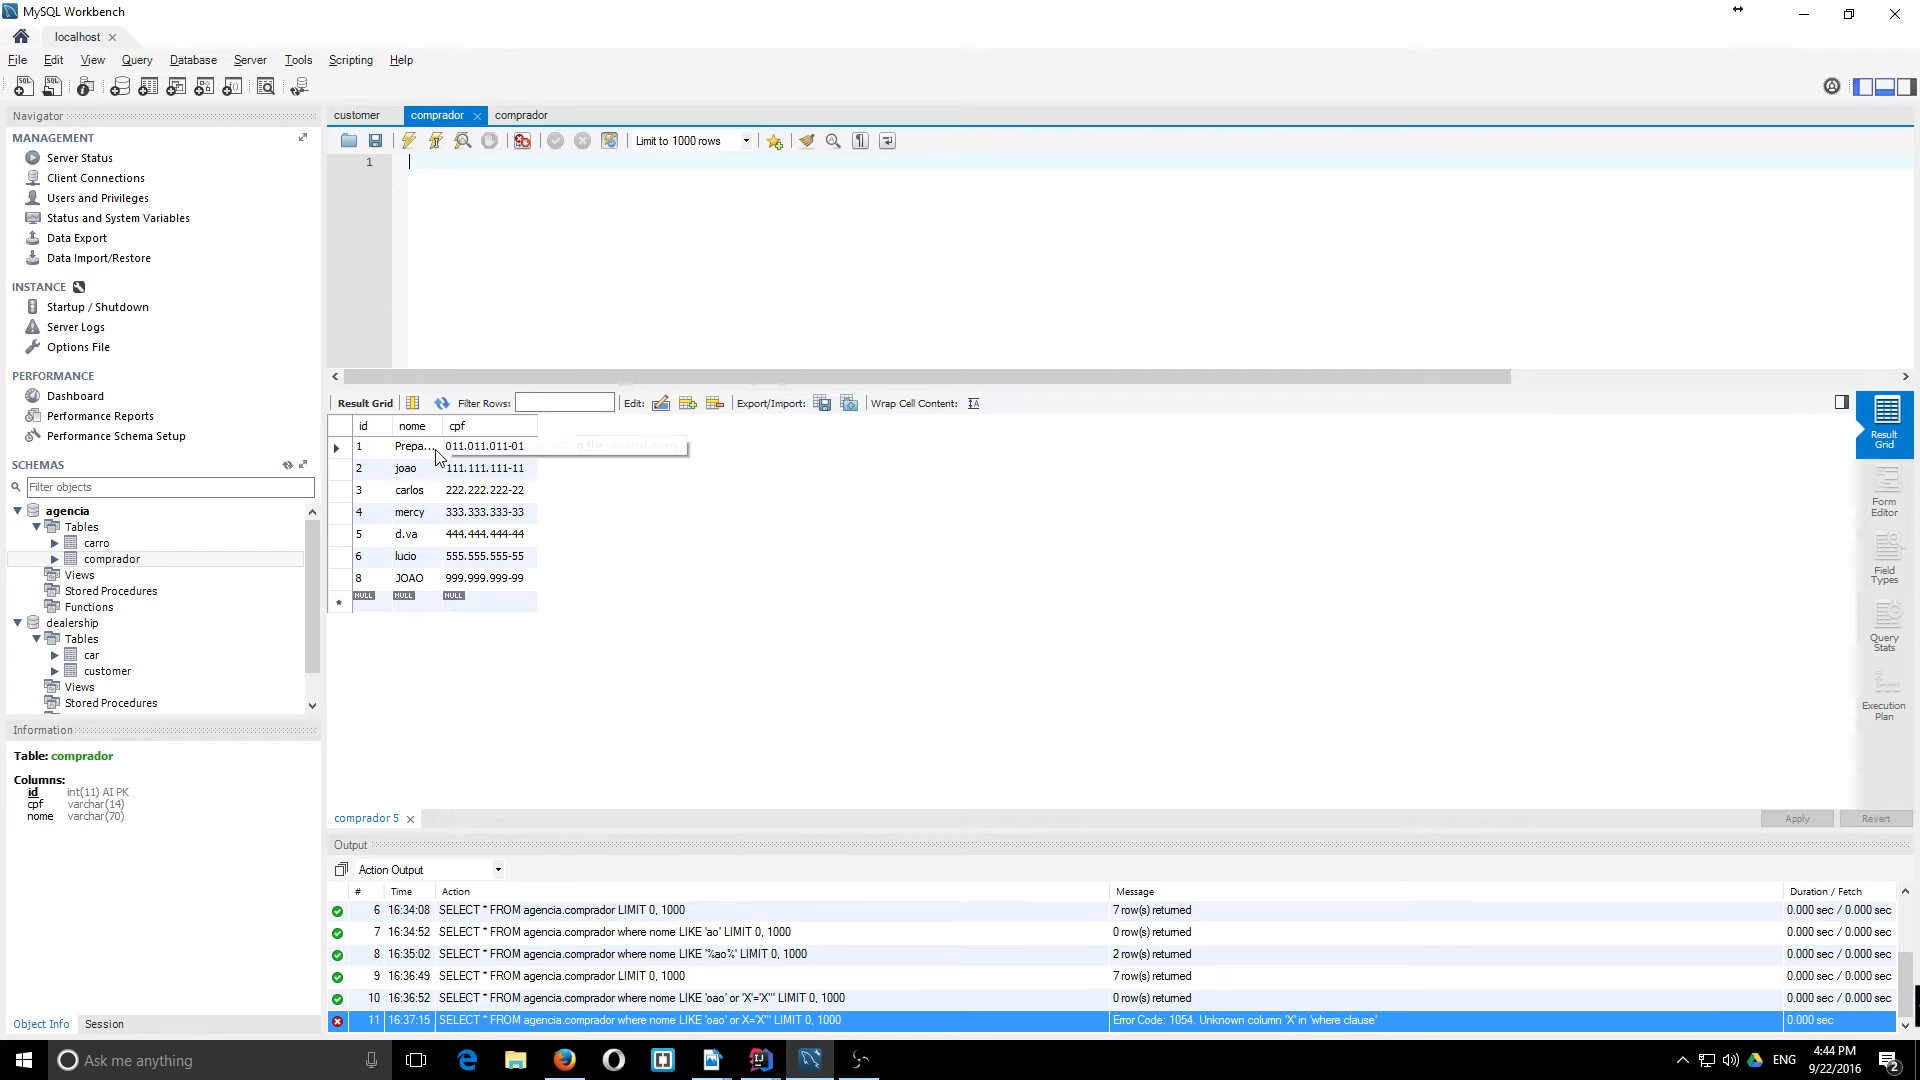 MySQL Workbench
localhost
File Edit View Query Database Server Tools Scripting Help
Navigator
MANAGEMENT
Server Status
Client Connections
Users and Privileges
Status and System Variables
Data Export
Data Import/Restore
INSTANCE
Startup / Shutdown
Server Logs
Options File
PERFORMANCE
Dashboard
Performance Reports
Performance Schema Setup
SCHEMAS
Filter objects
agencia
Tables
carro
comprador
Views
Stored Procedures
Functions
dealership
Tables
car
customer
Views
Stored Procedures
Information
Table: comprador
Columns:
id int(11) AI PK
cpf varchar(14)
nome varchar(70)
Object Info Session
customer comprador comprador
Limit to 1000 rows
1
Result Grid Filter Rows: Edit: Export/Import: Wrap Cell Content:
id nome cpf
1 Prepa... 011.011.011-01
2 joao 111.111.111-11
3 carlos 222.222.222-22
4 mercy 333.333.333-33
5 d.va 444.444.444-44
6 lucio 555.555.555-55
8 JOAO 999.999.999-99
NULL NULL NULL
Result
Grid
Form
Editor
Field
Types
Query
Stats
Execution
Plan
comprador 5
Apply Revert
Output
Action Output
# Time Action Message Duration / Fetch
6 16:34:08 SELECT * FROM agencia.comprador LIMIT 0, 1000 7 row(s) returned 0.000 sec / 0.000 sec
7 16:34:52 SELECT * FROM agencia.comprador where nome LIKE 'ao' LIMIT 0, 1000 0 row(s) returned 0.000 sec / 0.000 sec
8 16:35:02 SELECT * FROM agencia.comprador where nome LIKE '%ao%' LIMIT 0, 1000 2 row(s) returned 0.000 sec / 0.000 sec
9 16:36:49 SELECT * FROM agencia.comprador LIMIT 0, 1000 7 row(s) returned 0.000 sec / 0.000 sec
10 16:36:52 SELECT * FROM agencia.comprador where nome LIKE 'oao' or 'X'='X'" LIMIT 0, 1000 0 row(s) returned 0.000 sec / 0.000 sec
11 16:37:15 SELECT * FROM agencia.comprador where nome LIKE 'oao' or X='X'" LIMIT 0, 1000 Error Code: 1054. Unknown column 'X' in 'where clause' 0.000 sec
Ask me anything
ENG
4:44 PM
9/22/2016
2